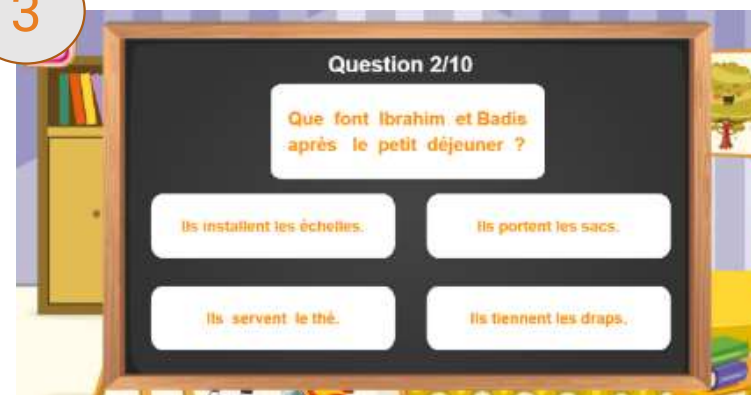 3
Question 2/10
Que font Ibrahim et Badis
après le petit déjeuner ?
Ils installent les échelles.
Ils portent les sacs.
Ils servent le thé.
Ils tiennent les draps.